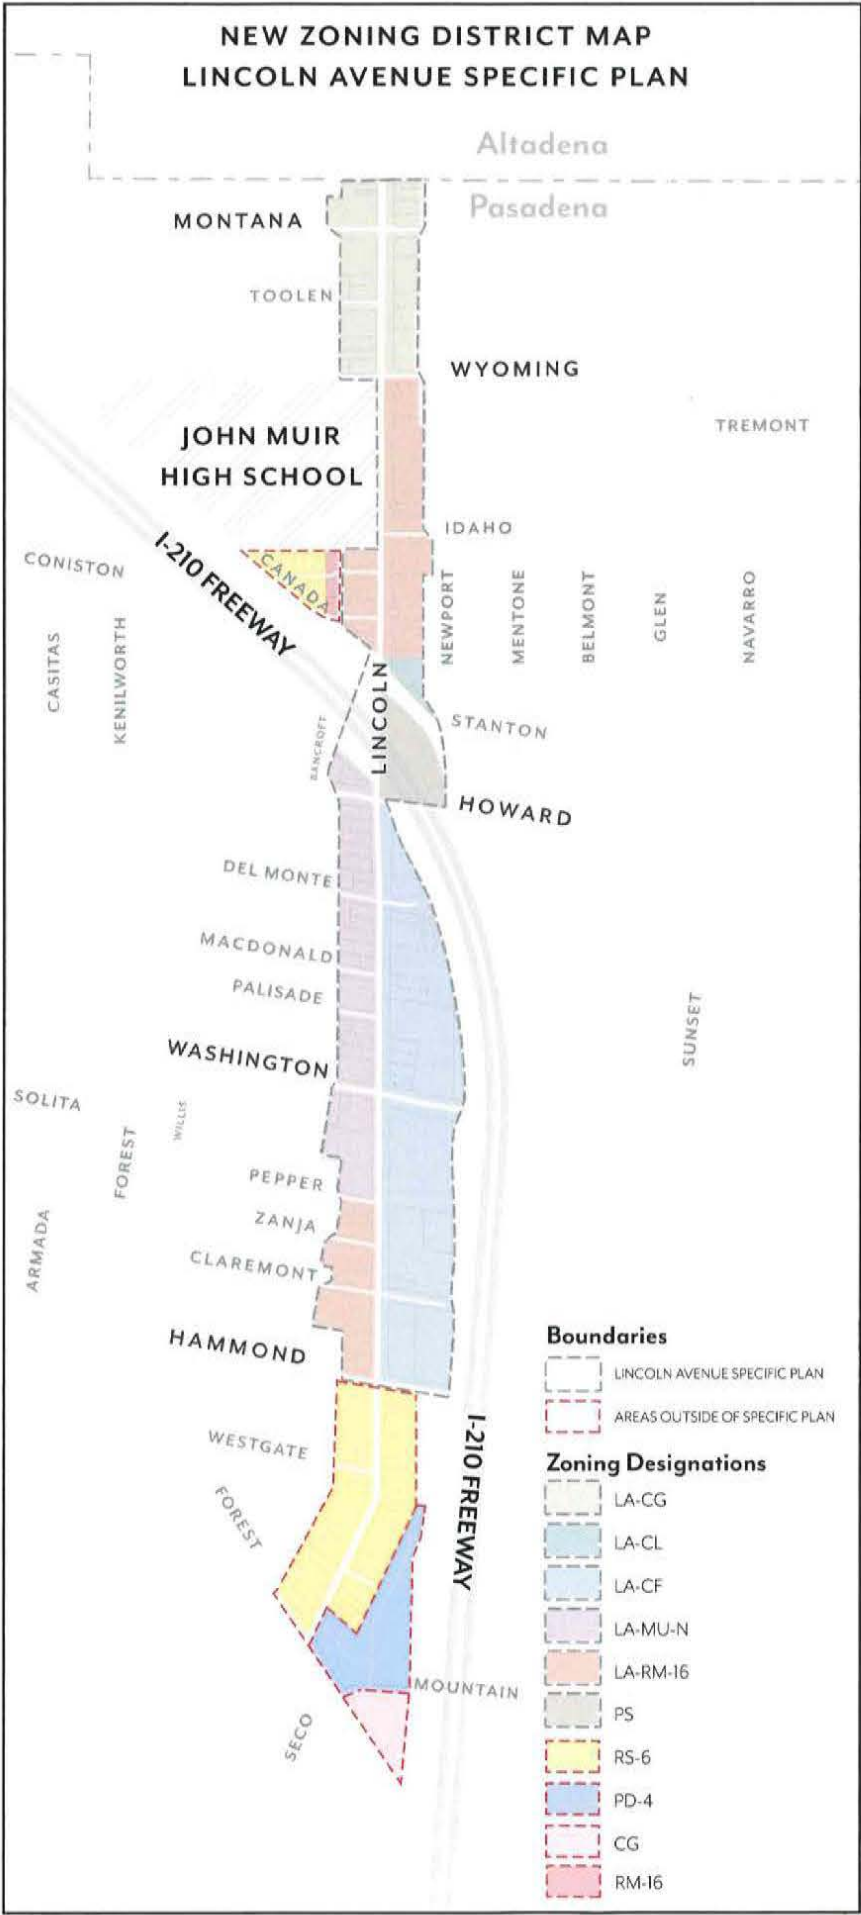 NEW ZONING DISTRICT MAP
LINCOLN AVENUE SPECIFIC PLAN
Altadena
Pasadena
MONTANA
TOOLEN
WYOMING
TREMONT
JOHN MUIR
HIGH SCHOOL
IDAHO
I-210 FREEWAY
CONISTON
CANADA
CASITAS
KENILWORTH
NEWPORT
MENTONE
BELMONT
GLEN
NAVARRO
LINCOLN
BANCROFT
STANTON
HOWARD
DEL MONTE
MACDONALD
PALISADE
SUNSET
WASHINGTON
SOLITA
WILLIS
FOREST
PEPPER
ZANJA
ARMADA
CLAREMONT
HAMMOND
WESTGATE
FOREST
I-210 FREEWAY
MOUNTAIN
SECO
Boundaries
LINCOLN AVENUE SPECIFIC PLAN
AREAS OUTSIDE OF SPECIFIC PLAN
Zoning Designations
LA-CG
LA-CL
LA-CF
LA-MU-N
LA-RM-16
PS
RS-6
PD-4
CG
RM-16